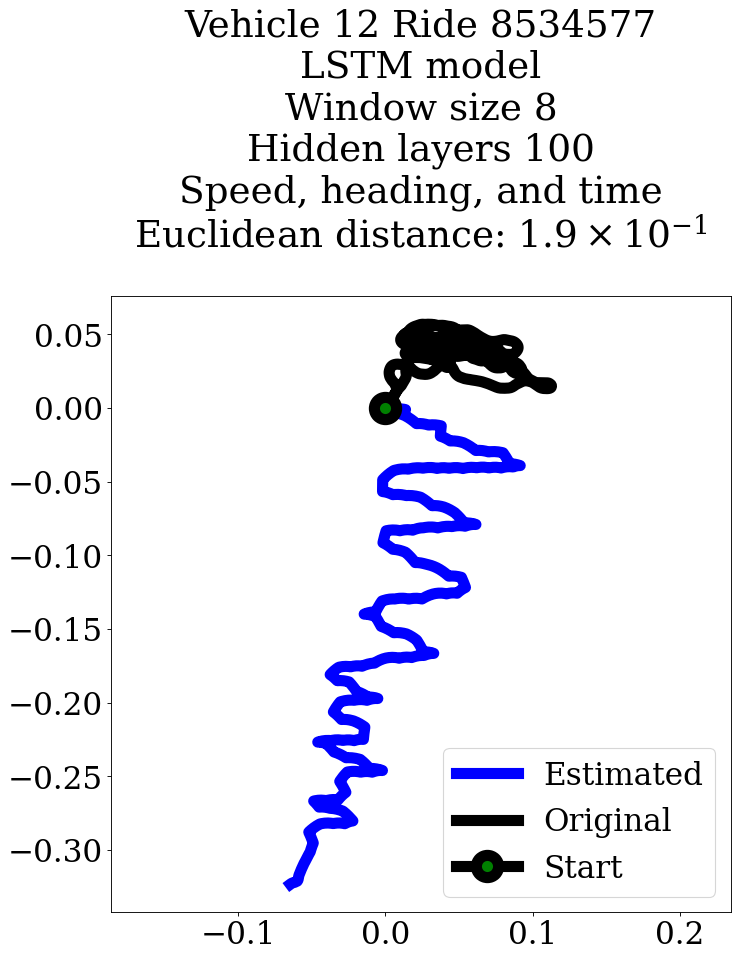 Vehicle 12 Ride 8534577
LSTM model
Window size 8
Hidden layers 100
Speed, heading, and time
Euclidean distance: 1.9 × 10⁻¹
0.05
0.00
−0.05
−0.10
−0.15
−0.20
−0.25
−0.30
Estimated
Original
Start
−0.1 0.0 0.1 0.2